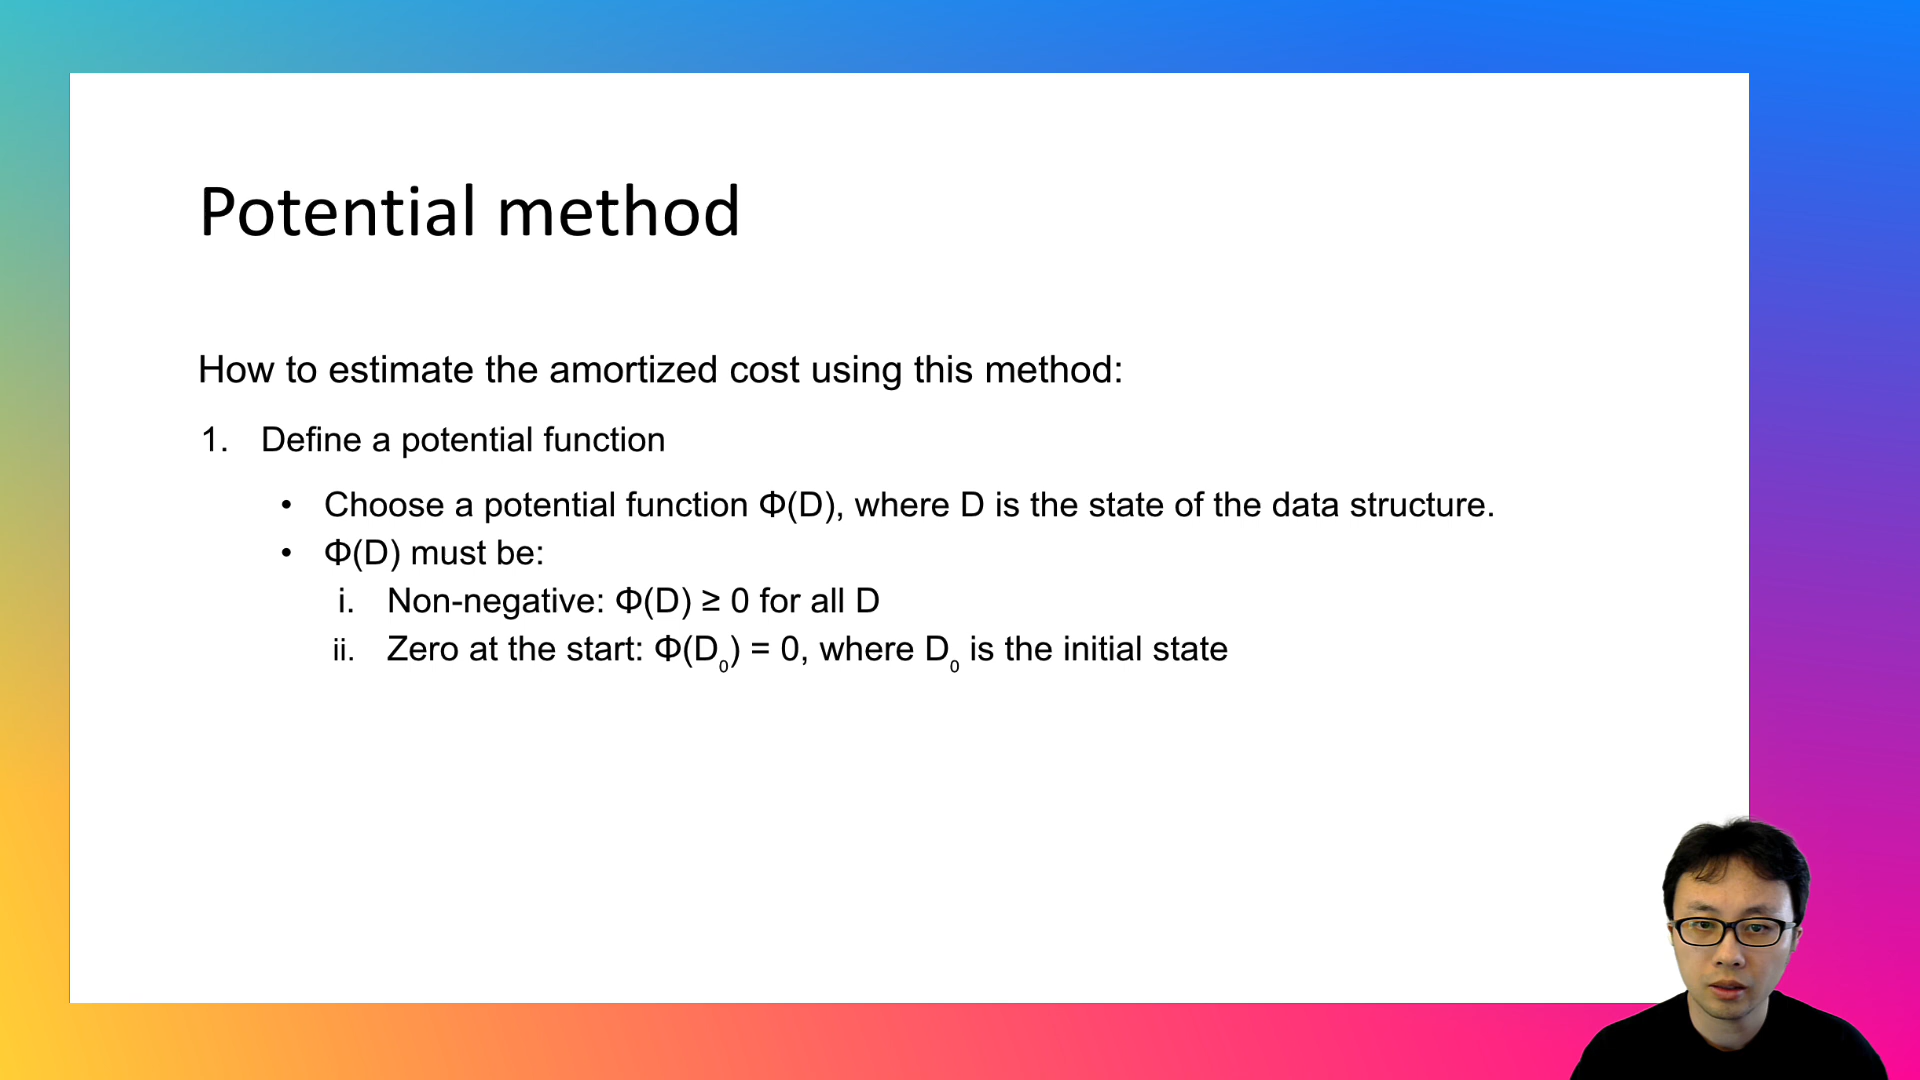 Potential method
How to estimate the amortized cost using this method:
1. Define a potential function
• Choose a potential function Φ(D), where D is the state of the data structure.
• Φ(D) must be:
i. Non-negative: Φ(D) ≥ 0 for all D
ii. Zero at the start: Φ(D₀) = 0, where D₀ is the initial state